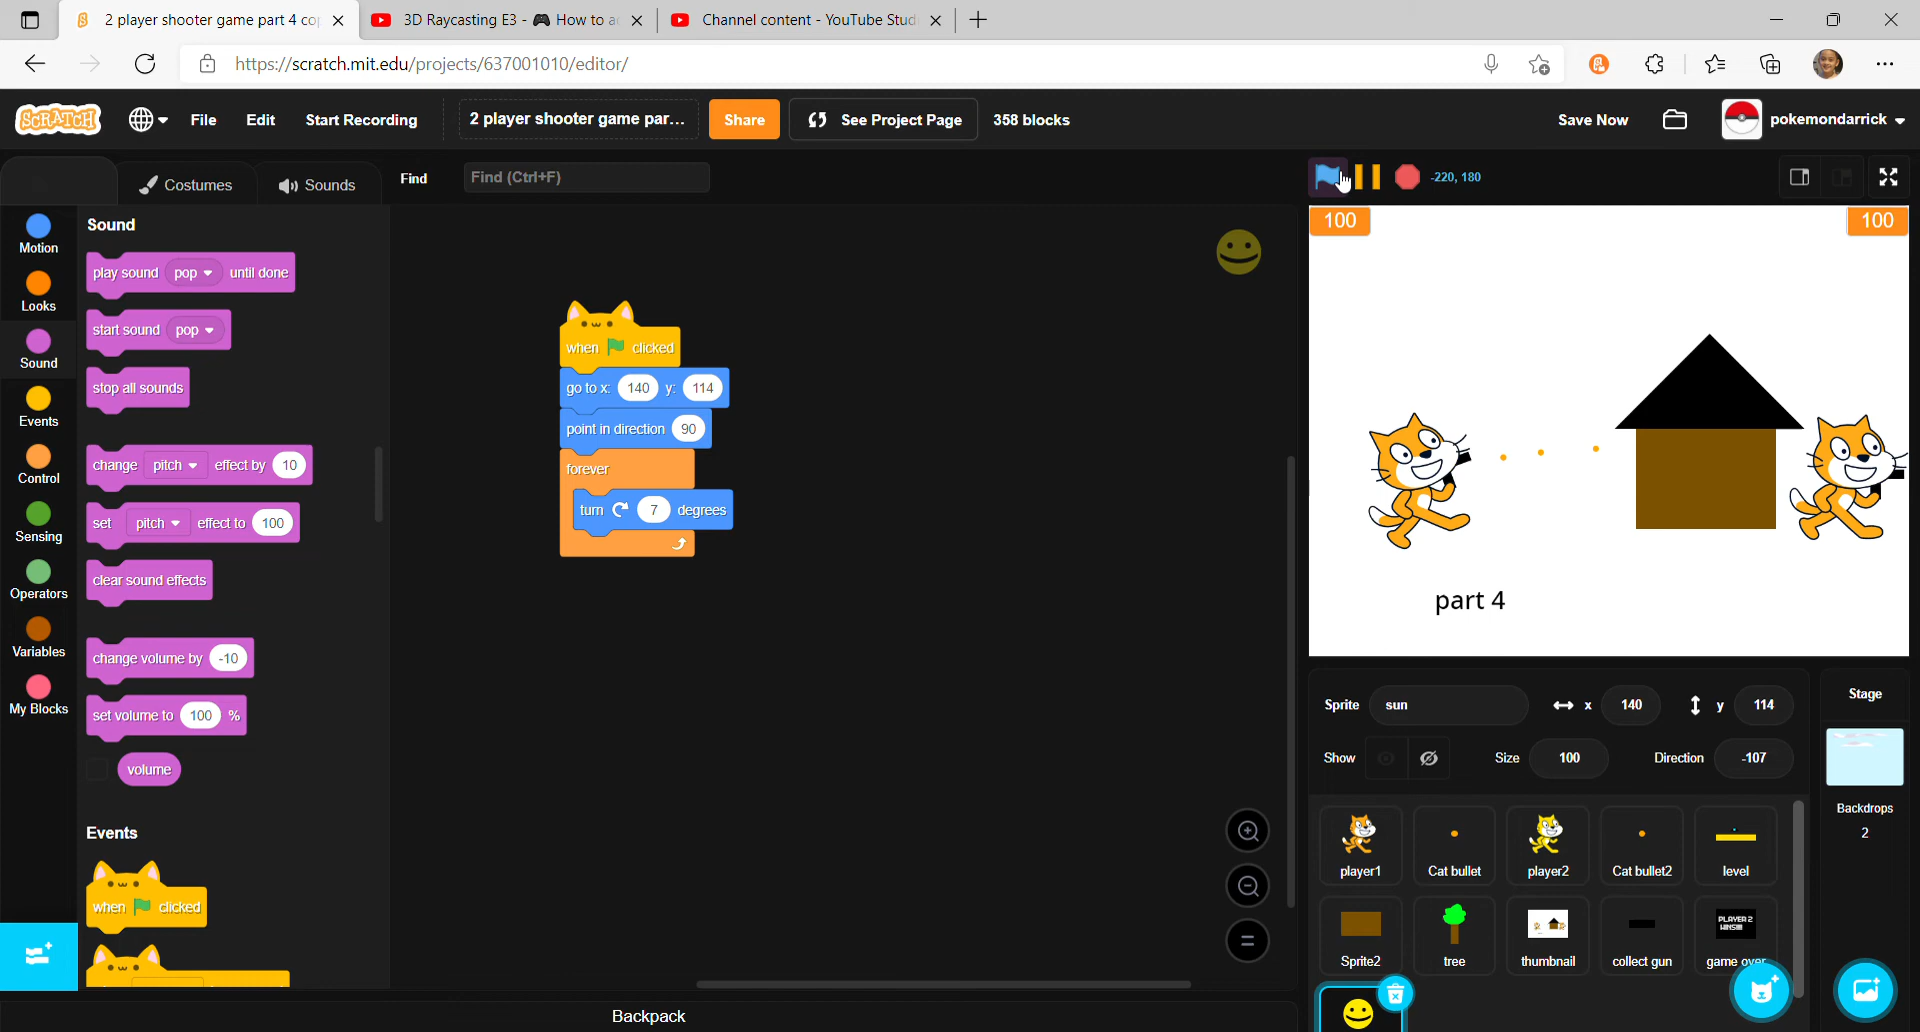 2 player shooter game part 4 co
3D Raycasting E3 - 🎮 How to a
Channel content - YouTube Stud
https://scratch.mit.edu/projects/637001010/editor/
SCRATCH
File
Edit
Start Recording
2 player shooter game par...
Share
See Project Page
358 blocks
Save Now
pokemondarrick
Costumes
Sounds
Find
Find (Ctrl+F)
-220, 180
Motion
Looks
Sound
Events
Control
Sensing
Operators
Variables
My Blocks
Sound
play sound pop until done
start sound pop
stop all sounds
change pitch effect by 10
set pitch effect to 100
clear sound effects
change volume by -10
set volume to 100 %
volume
Events
when clicked
when clicked
go to x: 140 y: 114
point in direction 90
forever
turn 7 degrees
100
100
part 4
Sprite sun x 140 y 114
Show Size 100 Direction -107
Stage
Backdrops
2
player1
Cat bullet
player2
Cat bullet2
level
Sprite2
tree
thumbnail
collect gun
PLAYER 2
WINS!!!
game over
Backpack